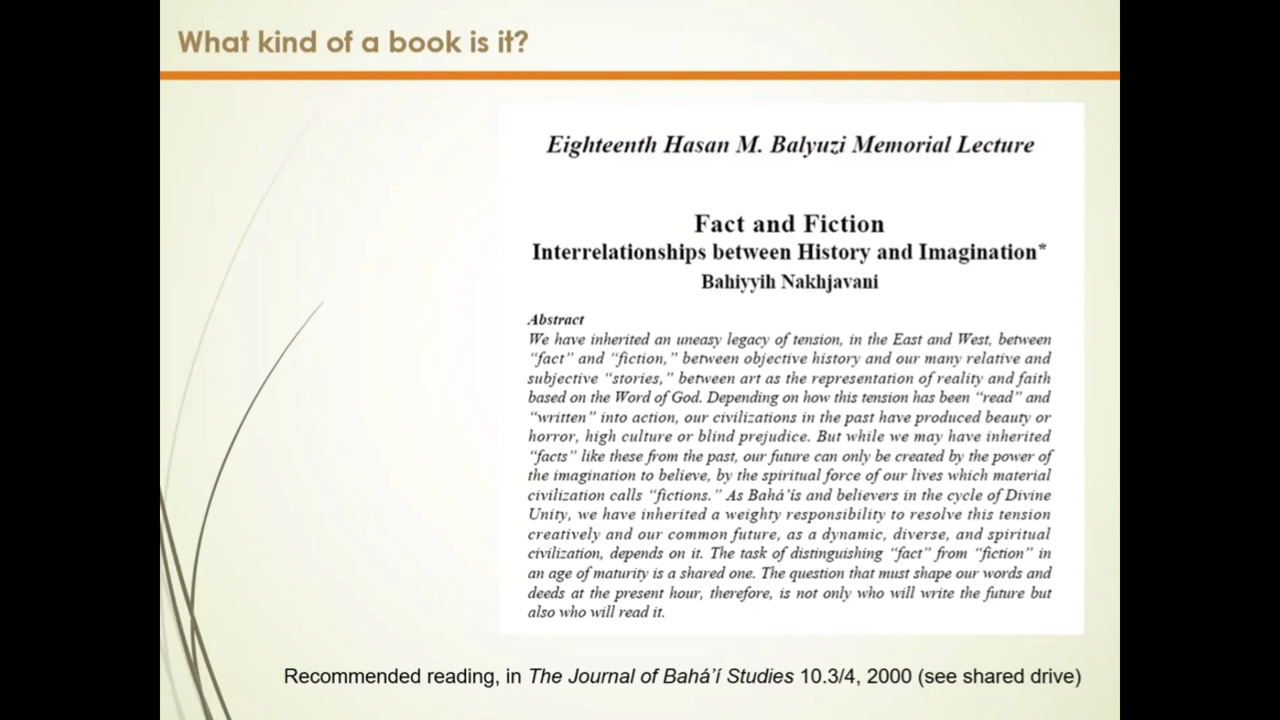 What kind of a book is it?
Eighteenth Hasan M. Balyuzi Memorial Lecture
Fact and Fiction
Interrelationships between History and Imagination*
Bahiyyih Nakhjavani
Abstract
We have inherited an uneasy legacy of tension, in the East and West, between
“fact” and “fiction,” between objective history and our many relative and
subjective “stories,” between art as the representation of reality and faith
based on the Word of God. Depending on how this tension has been “read” and
“written” into action, our civilizations in the past have produced beauty or
horror, high culture or blind prejudice. But while we may have inherited
“facts” like these from the past, our future can only be created by the power of
the imagination to believe, by the spiritual force of our lives which material
civilization calls “fictions.” As Bahá’ís and believers in the cycle of Divine
Unity, we have inherited a weighty responsibility to resolve this tension
creatively and our common future, as a dynamic, diverse, and spiritual
civilization, depends on it. The task of distinguishing “fact” from “fiction” in
an age of maturity is a shared one. The question that must shape our words and
deeds at the present hour, therefore, is not only who will write the future but
also who will read it.
Recommended reading, in The Journal of Bahá’í Studies 10.3/4, 2000 (see shared drive)